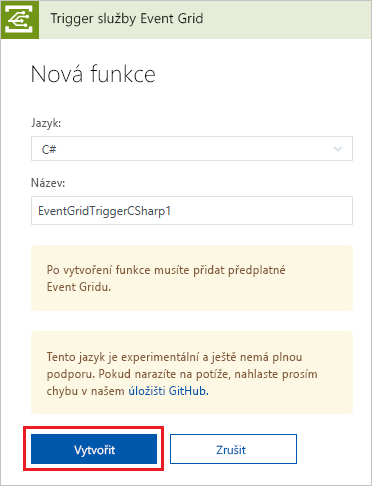 Trigger služby Event Grid
Nová funkce
Jazyk:
C#
Název:
EventGridTriggerCSharp1
Po vytvoření funkce musíte přidat předplatné
Event Gridu.
Tento jazyk je experimentální a ještě nemá plnou
podporu. Pokud narazíte na potíže, nahlaste prosím
chybu v našem úložišti GitHub.
Vytvořit
Zrušit